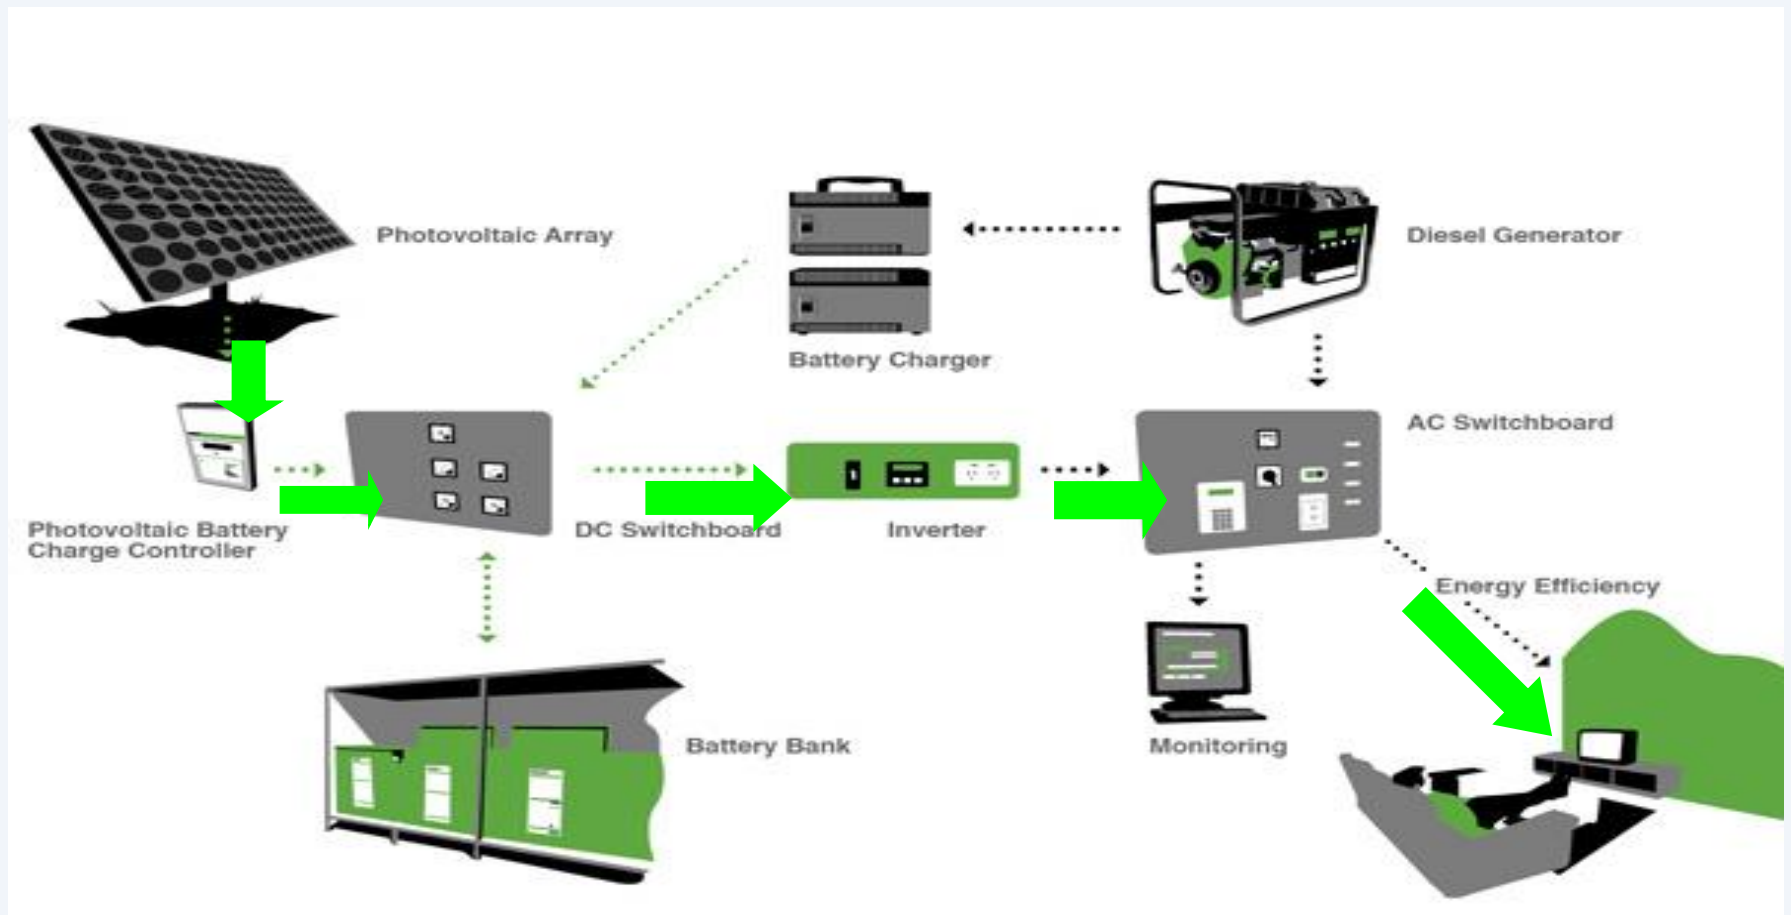 Photovoltaic Array
Diesel Generator
Battery Charger
AC Switchboard
Photovoltaic Battery
Charge Controller
DC Switchboard
Inverter
Energy Efficiency
Battery Bank
Monitoring